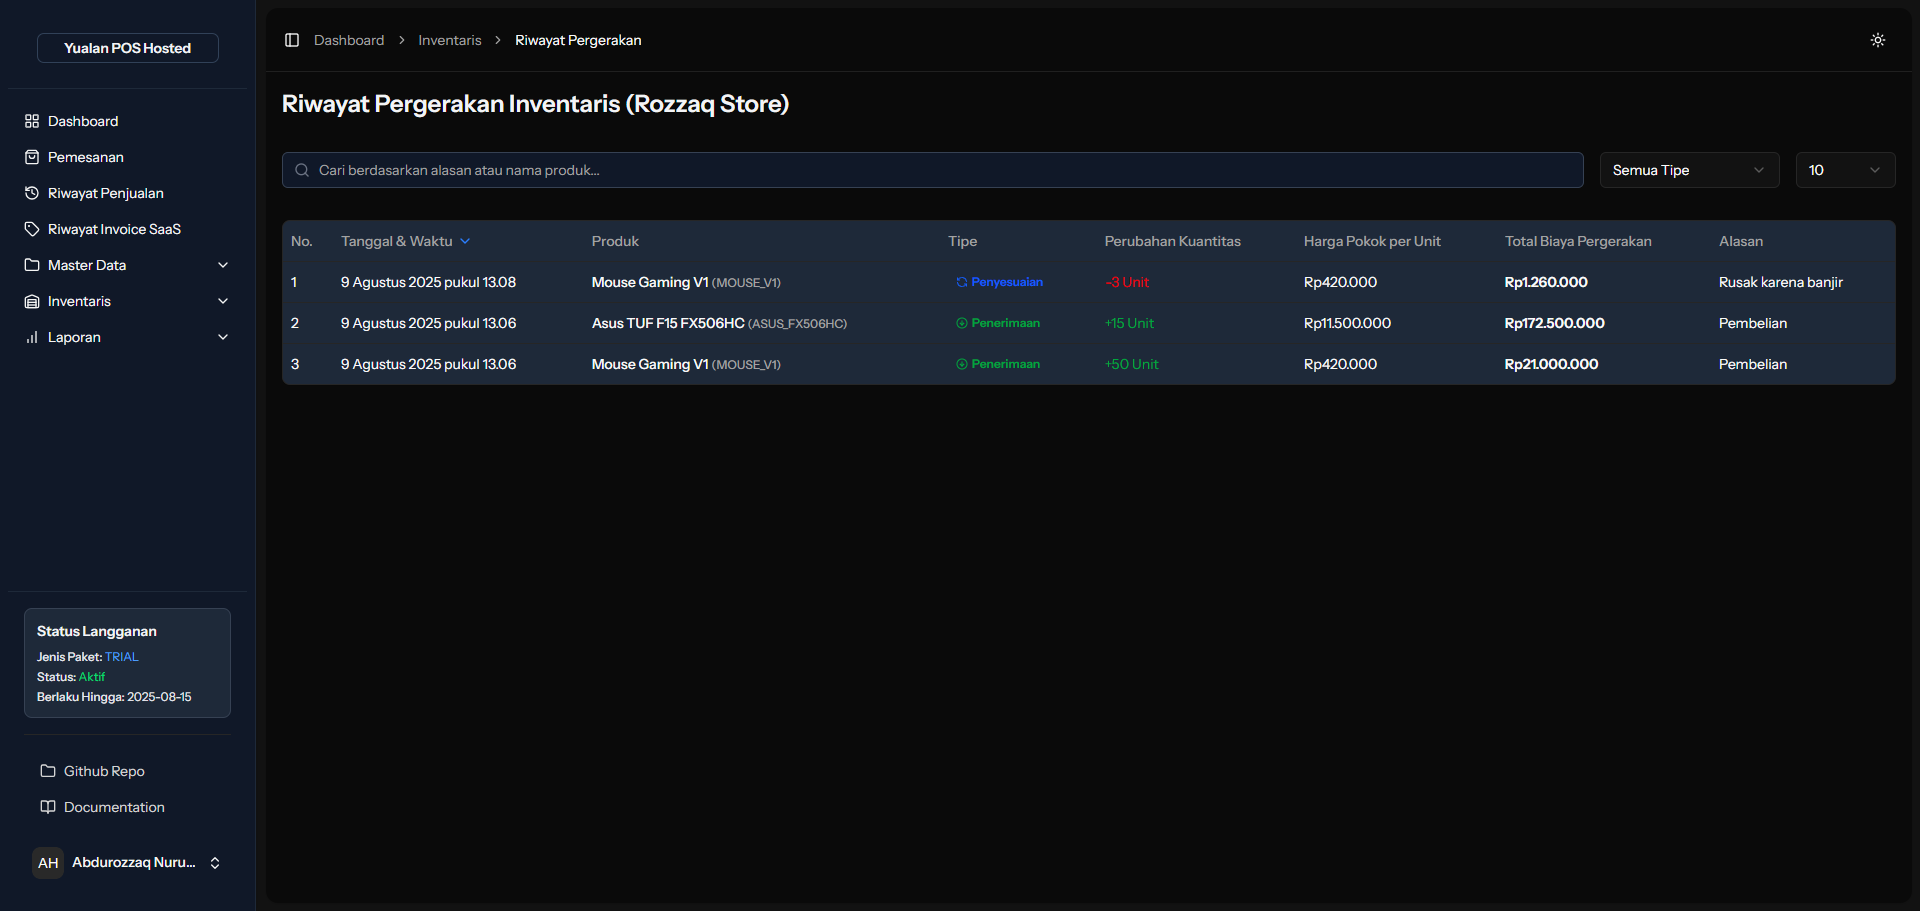 Yualan POS Hosted
Dashboard
Pemesanan
Riwayat Penjualan
Riwayat Invoice SaaS
Master Data
Inventaris
Laporan
Status Langganan
Jenis Paket: TRIAL
Status: Aktif
Berlaku Hingga: 2025-08-15
Github Repo
Documentation
AH Abdurozzaq Nuru...
Dashboard > Inventaris > Riwayat Pergerakan
Riwayat Pergerakan Inventaris (Rozzaq Store)
Cari berdasarkan alasan atau nama produk... Semua Tipe 10
No. Tanggal & Waktu Produk Tipe Perubahan Kuantitas Harga Pokok per Unit Total Biaya Pergerakan Alasan
1 9 Agustus 2025 pukul 13.08 Mouse Gaming V1 (MOUSE_V1) Penyesuaian -3 Unit Rp420.000 Rp1.260.000 Rusak karena banjir
2 9 Agustus 2025 pukul 13.06 Asus TUF F15 FX506HC (ASUS_FX506HC) Penerimaan +15 Unit Rp11.500.000 Rp172.500.000 Pembelian
3 9 Agustus 2025 pukul 13.06 Mouse Gaming V1 (MOUSE_V1) Penerimaan +50 Unit Rp420.000 Rp21.000.000 Pembelian